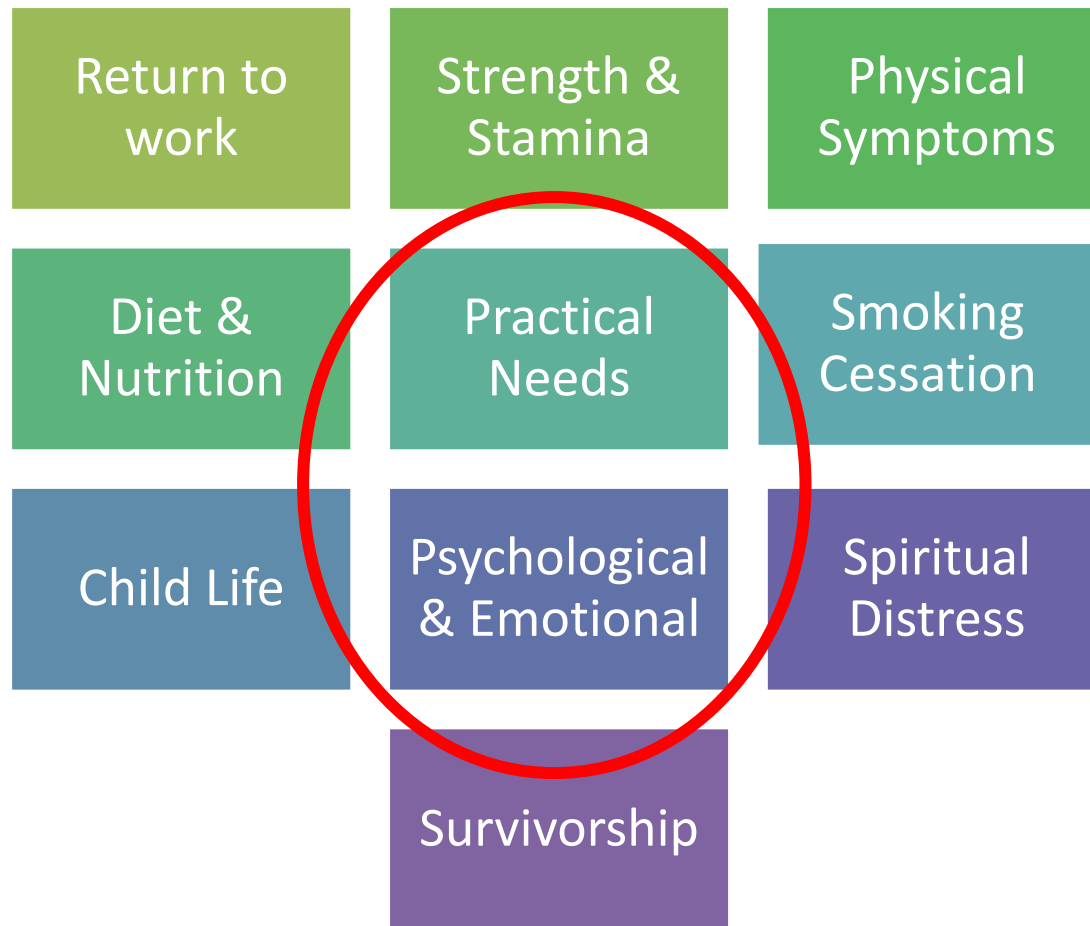 Return to
work
Strength &
Stamina
Physical
Symptoms
Diet &
Nutrition
Practical
Needs
Smoking
Cessation
Child Life
Psychological
& Emotional
Spiritual
Distress
Survivorship